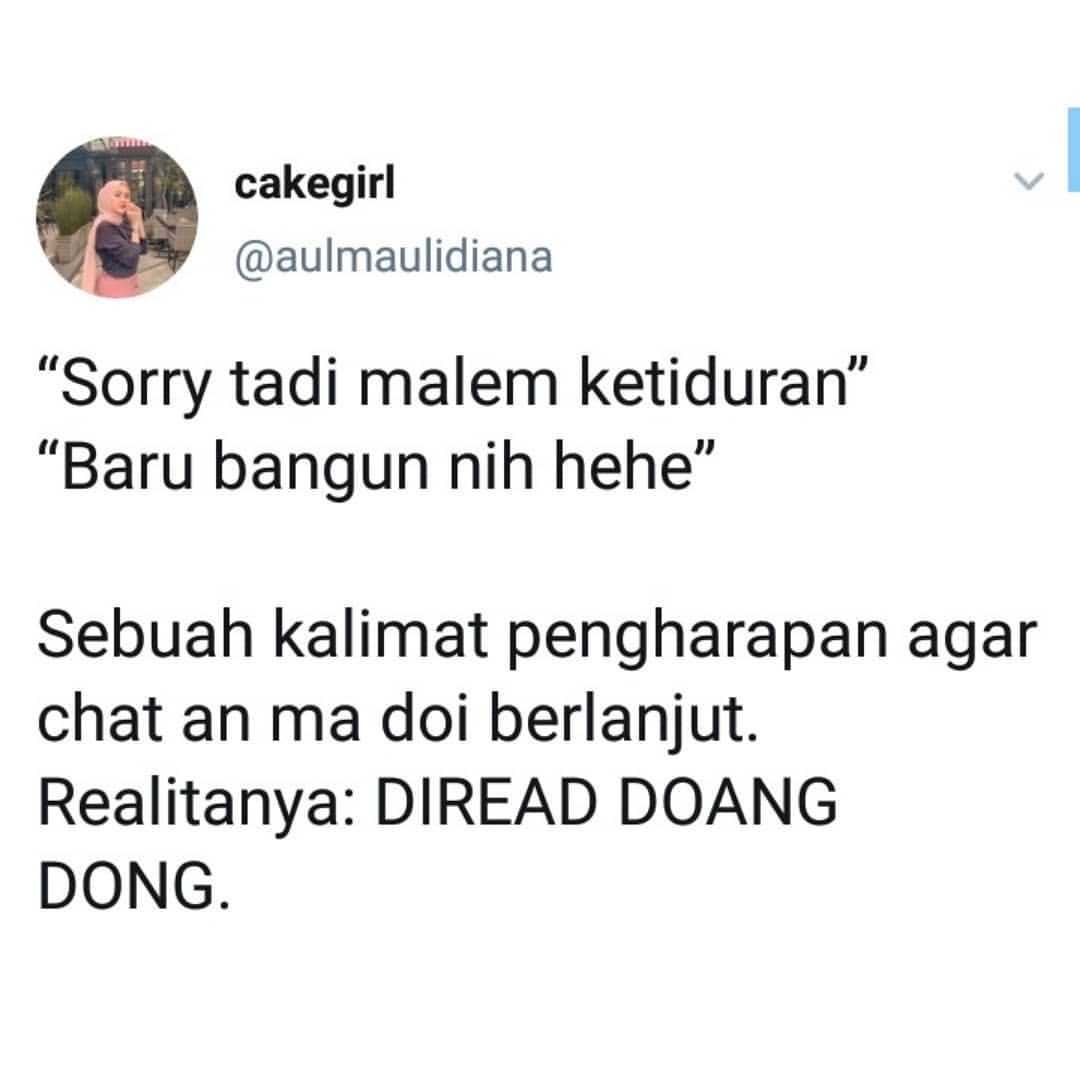 cakegirl
@aulmaulidiana
“Sorry tadi malem ketiduran”
“Baru bangun nih hehe”
Sebuah kalimat pengharapan agar
chat an ma doi berlanjut.
Realitanya: DIREAD DOANG
DONG.